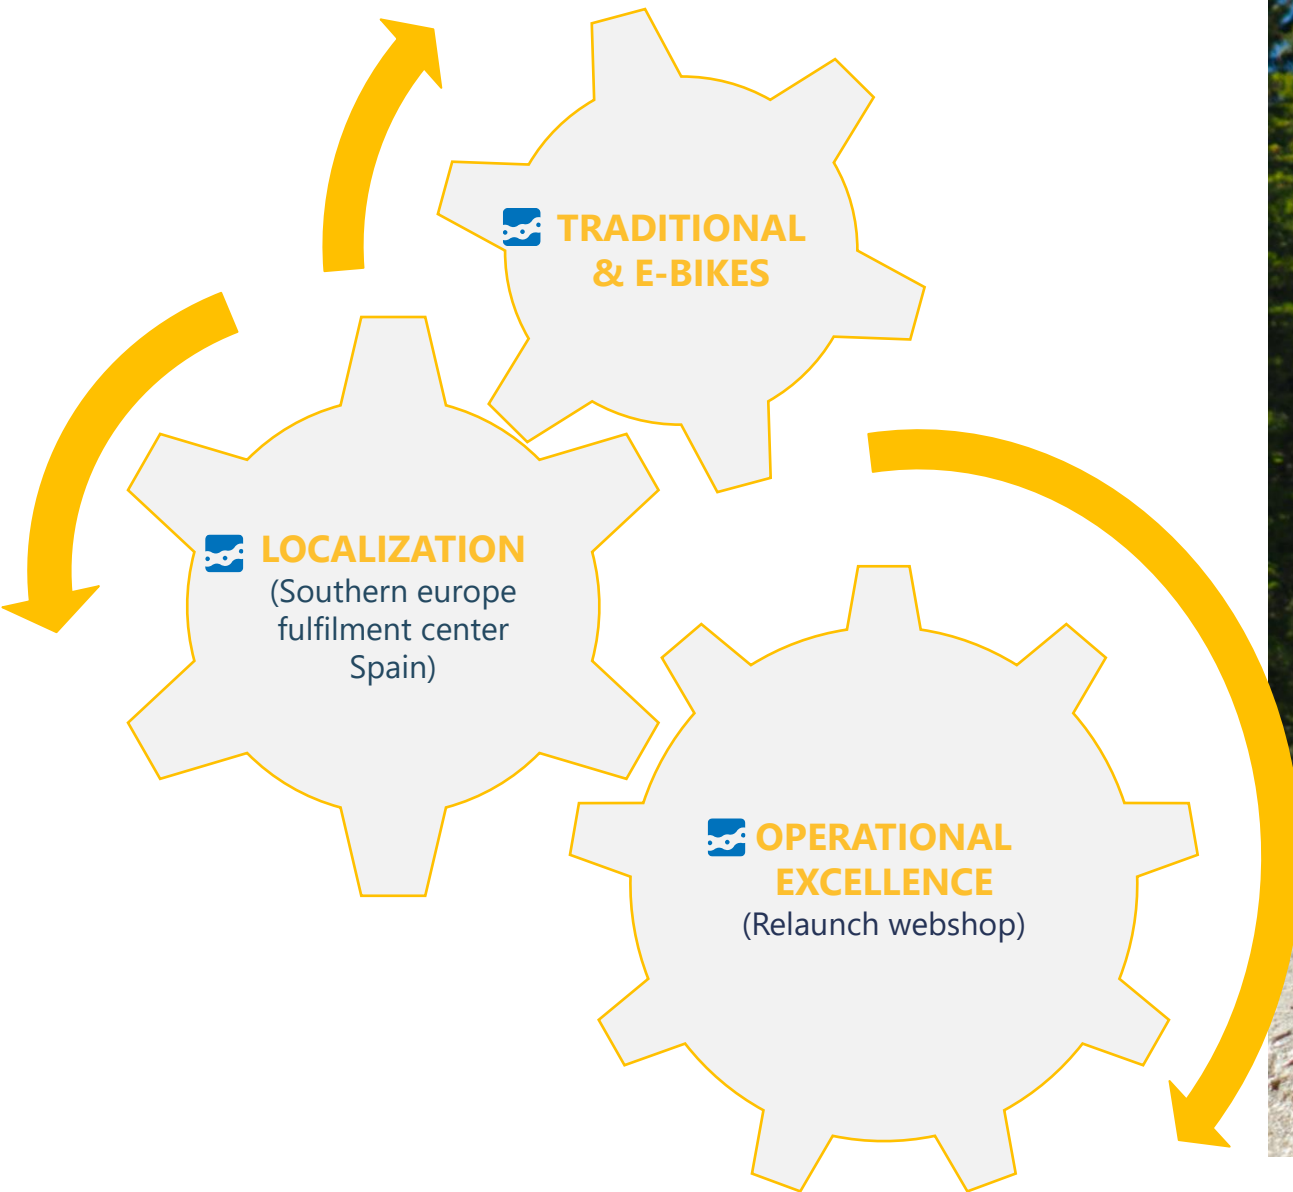 TRADITIONAL
& E-BIKES
LOCALIZATION
(Southern europe
fulfilment center
Spain)
OPERATIONAL
EXCELLENCE
(Relaunch webshop)